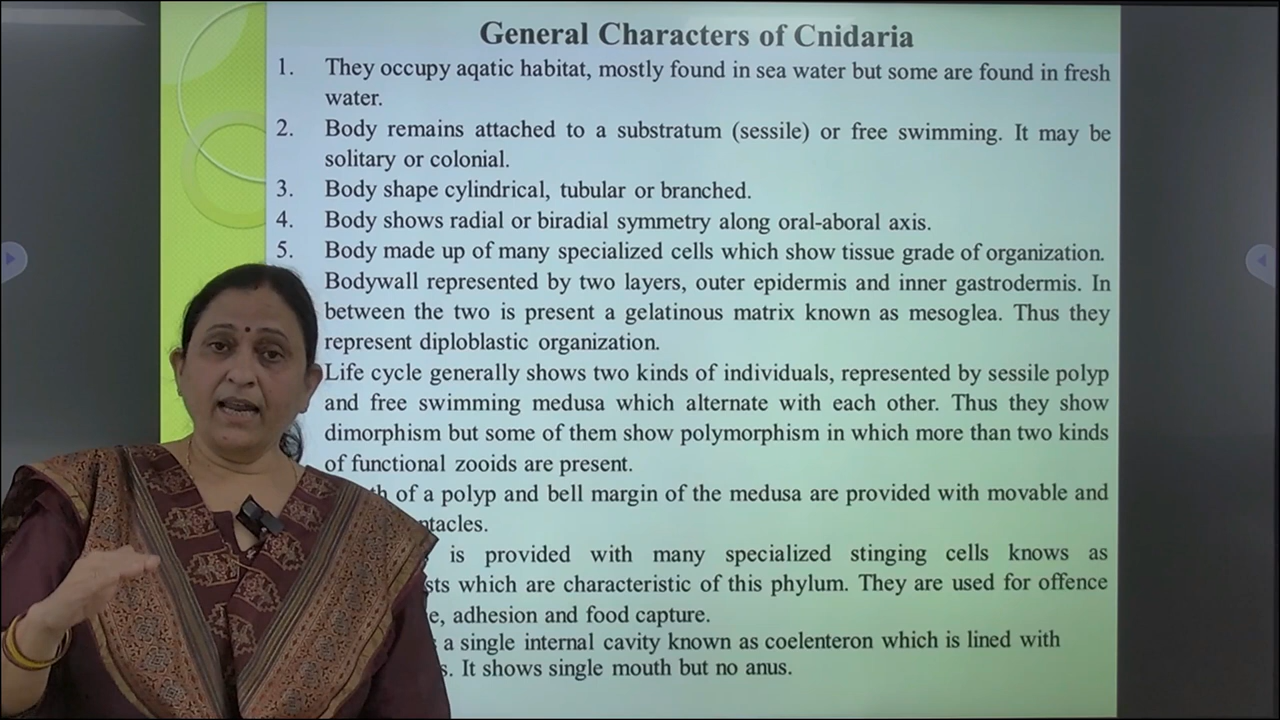 General Characters of Cnidaria
1. They occupy aqatic habitat, mostly found in sea water but some are found in fresh
water.
2. Body remains attached to a substratum (sessile) or free swimming. It may be
solitary or colonial.
3. Body shape cylindrical, tubular or branched.
4. Body shows radial or biradial symmetry along oral-aboral axis.
5. Body made up of many specialized cells which show tissue grade of organization.
Bodywall represented by two layers, outer epidermis and inner gastrodermis. In
between the two is present a gelatinous matrix known as mesoglea. Thus they
represent diploblastic organization.
Life cycle generally shows two kinds of individuals, represented by sessile polyp
and free swimming medusa which alternate with each other. Thus they show
dimorphism but some of them show polymorphism in which more than two kinds
of functional zooids are present.
of a polyp and bell margin of the medusa are provided with movable and
is provided with many specialized stinging cells knows as
which are characteristic of this phylum. They are used for offence
adhesion and food capture.
a single internal cavity known as coelenteron which is lined with
It shows single mouth but no anus.